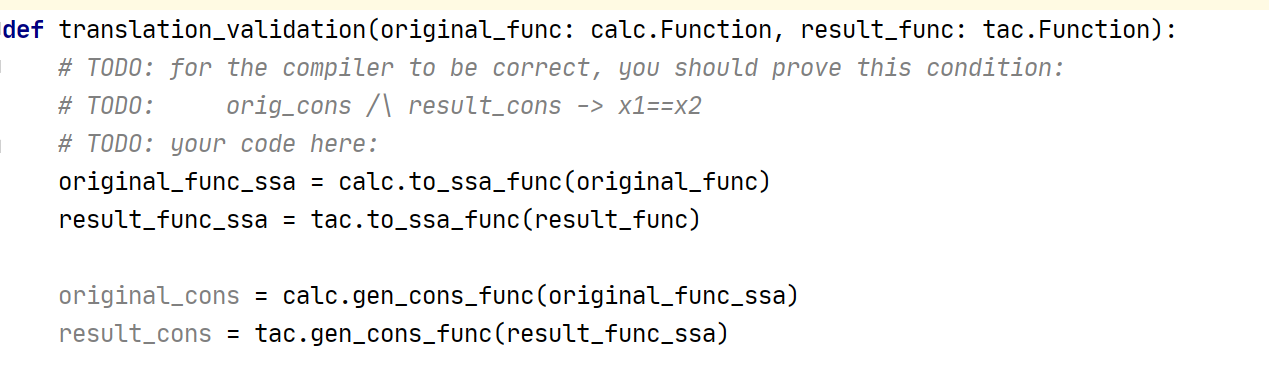 def translation_validation(original_func: calc.Function, result_func: tac.Function):
# TODO: for the compiler to be correct, you should prove this condition:
# TODO:     orig_cons /\ result_cons -> x1==x2
# TODO: your code here:
original_func_ssa = calc.to_ssa_func(original_func)
result_func_ssa = tac.to_ssa_func(result_func)
original_cons = calc.gen_cons_func(original_func_ssa)
result_cons = tac.gen_cons_func(result_func_ssa)